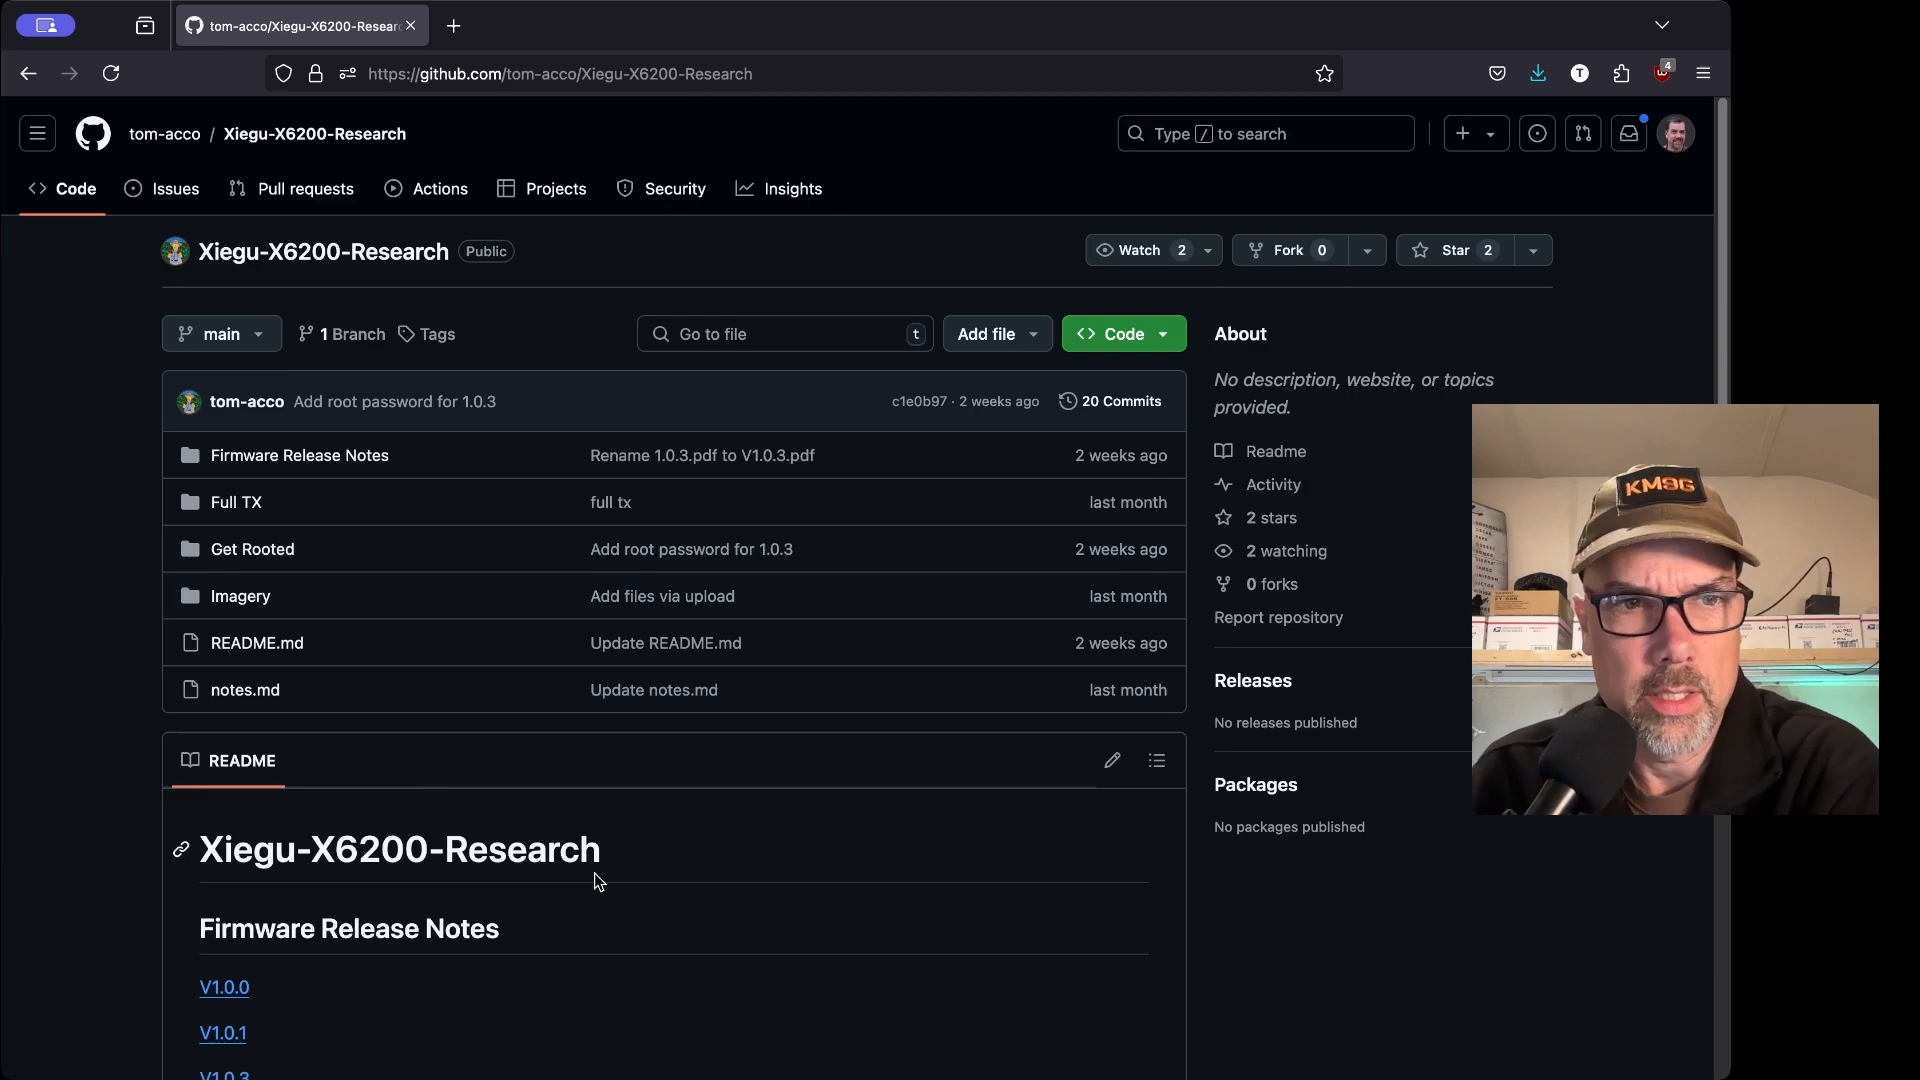 tom-acco/Xiegu-X6200-Resear
https://github.com/tom-acco/Xiegu-X6200-Research
T
4
tom-acco / Xiegu-X6200-Research
Type / to search
Code
Issues
Pull requests
Actions
Projects
Security
Insights
Xiegu-X6200-Research
Public
Watch 2
Fork 0
Star 2
main
1 Branch
Tags
Go to file
t
Add file
Code
About
No description, website, or topics
provided.
tom-acco Add root password for 1.0.3
c1e0b97 · 2 weeks ago
20 Commits
Firmware Release Notes
Rename 1.0.3.pdf to V1.0.3.pdf
2 weeks ago
Full TX
full tx
last month
Get Rooted
Add root password for 1.0.3
2 weeks ago
Imagery
Add files via upload
last month
README.md
Update README.md
2 weeks ago
notes.md
Update notes.md
last month
Readme
Activity
2 stars
2 watching
0 forks
Report repository
Releases
No releases published
Packages
No packages published
KM9G
README
Xiegu-X6200-Research
Firmware Release Notes
V1.0.0
V1.0.1
V1.0.3